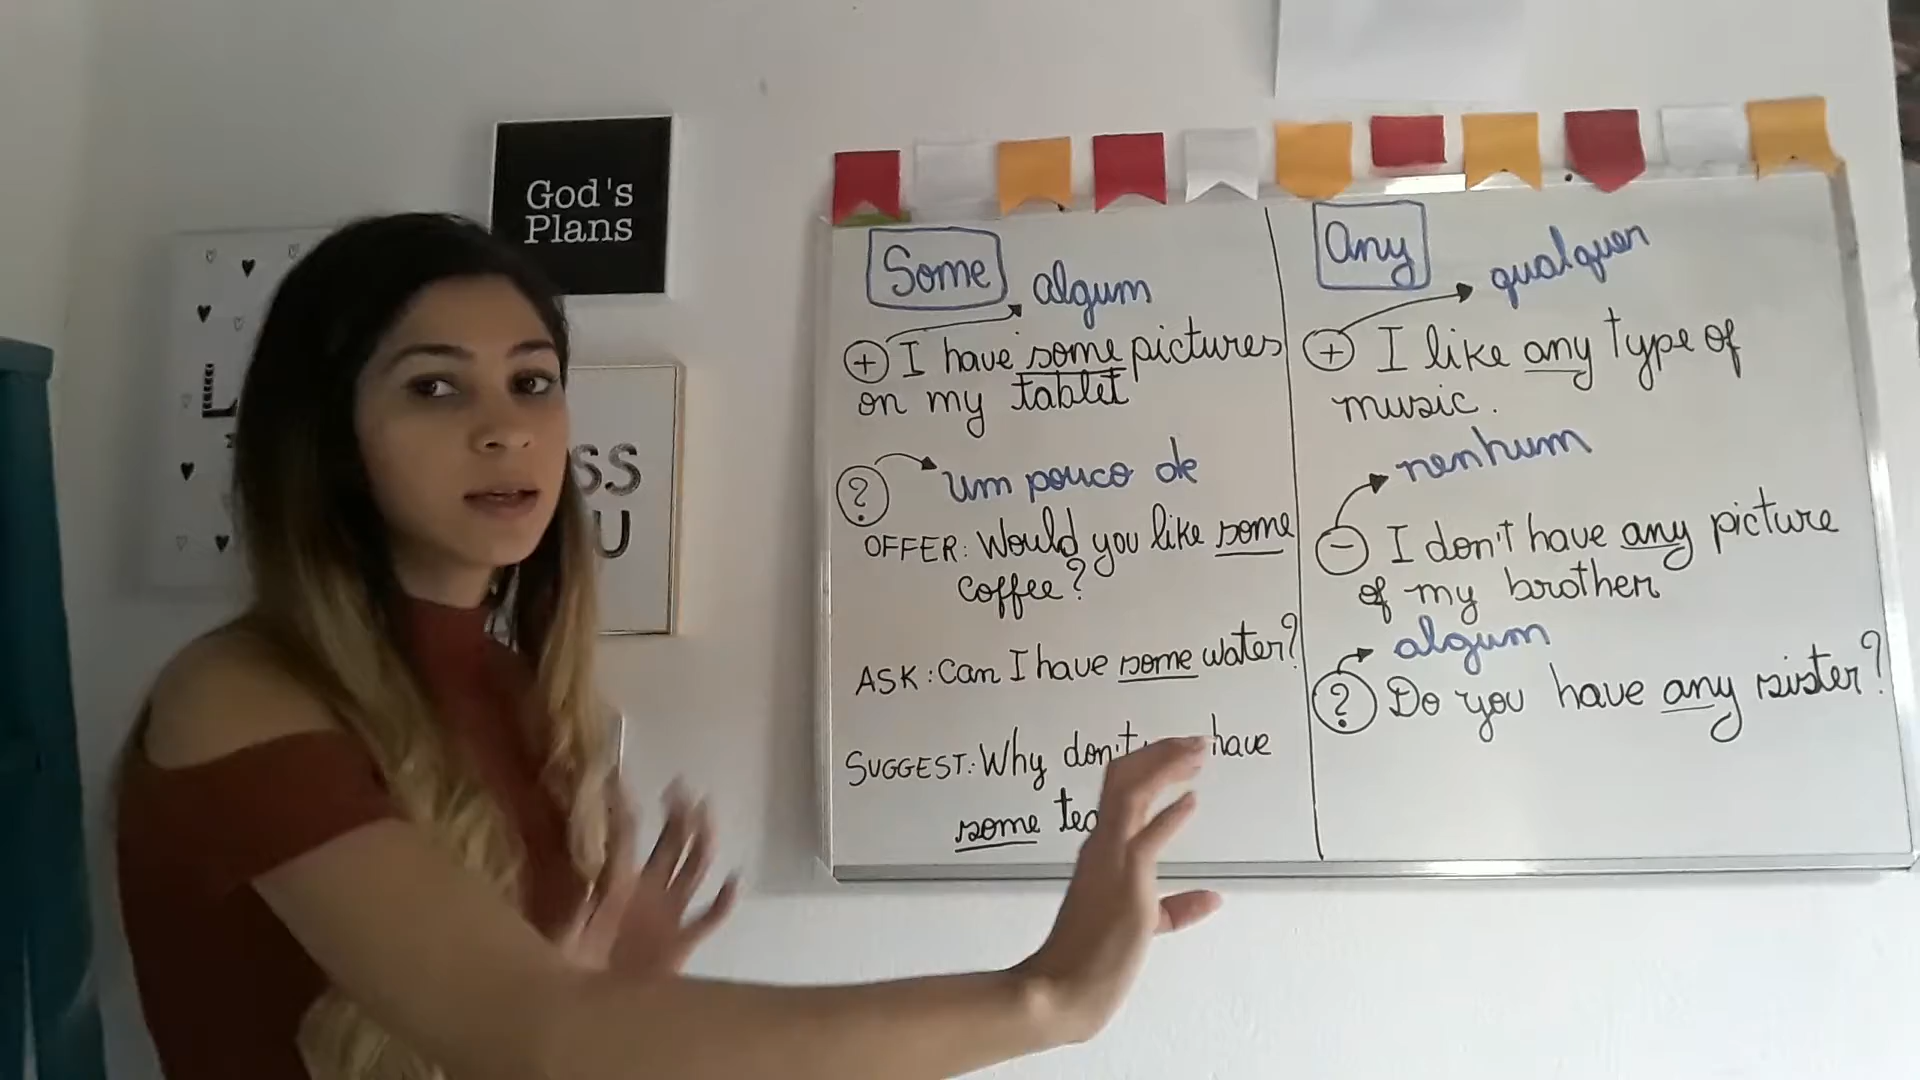 God's
Plans
L
SS
U
Some
algum
+ I have some pictures
on my tablet
? um pouco de
OFFER: Would you like some
coffee?
ASK: Can I have some water?
SUGGEST: Why don't have
some
Any
qualquer
+ I like any type of
music.
nenhum
- I don't have any picture
of my brother
algum
? Do you have any sister?